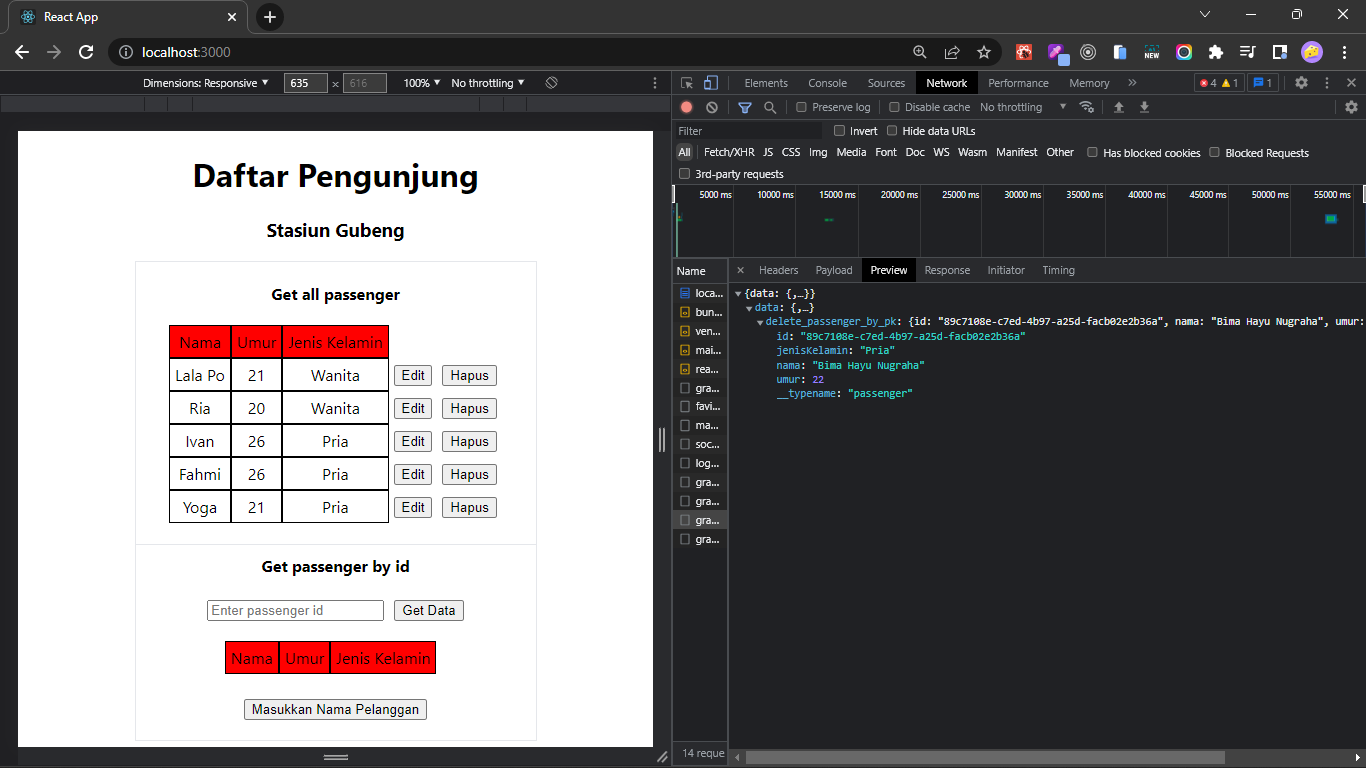 React App
localhost:3000
Dimensions: Responsive 635 × 616 100% No throttling
Daftar Pengunjung
Stasiun Gubeng
Get all passenger
Nama Umur Jenis Kelamin
Lala Po 21 Wanita Edit Hapus
Ria 20 Wanita Edit Hapus
Ivan 26 Pria Edit Hapus
Fahmi 26 Pria Edit Hapus
Yoga 21 Pria Edit Hapus
Get passenger by id
Enter passenger id Get Data
Nama Umur Jenis Kelamin
Masukkan Nama Pelanggan
Elements Console Sources Network Performance Memory » 4 1 1
Preserve log Disable cache No throttling
Filter Invert Hide data URLs
All Fetch/XHR JS CSS Img Media Font Doc WS Wasm Manifest Other Has blocked cookies Blocked Requests
3rd-party requests
5000 ms 10000 ms 15000 ms 20000 ms 25000 ms 30000 ms 35000 ms 40000 ms 45000 ms 50000 ms 55000 ms
Name
loca...
bun...
ven...
mai...
rea...
gra...
favi...
ma...
soc...
log...
gra...
gra...
gra...
gra...
14 reque
Headers Payload Preview Response Initiator Timing
{data: {,…}}
data: {,…}
delete_passenger_by_pk: {id: "89c7108e-c7ed-4b97-a25d-facb02e2b36a", nama: "Bima Hayu Nugraha", umur:
id: "89c7108e-c7ed-4b97-a25d-facb02e2b36a"
jenisKelamin: "Pria"
nama: "Bima Hayu Nugraha"
umur: 22
__typename: "passenger"
NEW